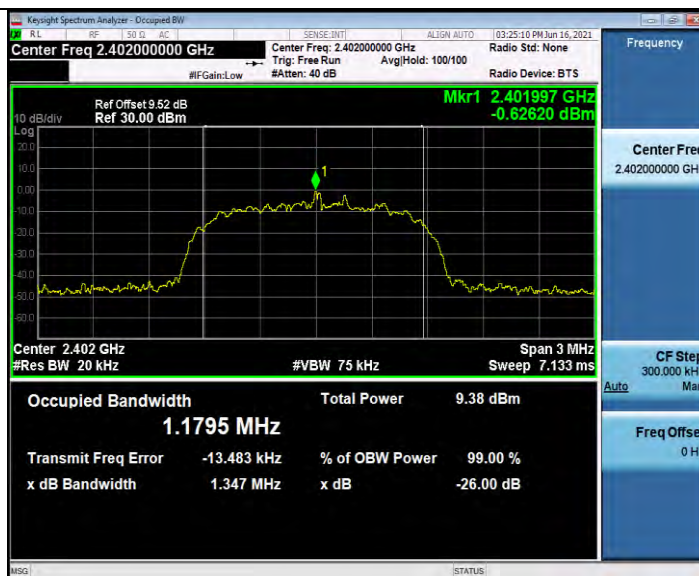 Keysight Spectrum Analyzer - Occupied BW
RL RF 50 Ω AC SENSE:INT ALIGN AUTO 03:25:10 PM Jun 16, 2021
Center Freq 2.402000000 GHz
Center Freq: 2.402000000 GHz
Radio Std: None
Trig: Free Run Avg|Hold: 100/100
#IFGain:Low #Atten: 40 dB Radio Device: BTS
Frequency
Mkr1 2.401997 GHz
-0.62620 dBm
Ref Offset 9.52 dB
10 dB/div Ref 30.00 dBm
Log
20.0
10.0
0.00
-10.0
-20.0
-30.0
-40.0
-50.0
-60.0
1
Center 2.402 GHz Span 3 MHz
#Res BW 20 kHz #VBW 75 kHz Sweep 7.133 ms
Occupied Bandwidth Total Power 9.38 dBm
1.1795 MHz
Transmit Freq Error -13.483 kHz % of OBW Power 99.00 %
x dB Bandwidth 1.347 MHz x dB -26.00 dB
Center Fre
2.402000000 GH
CF Step
300.000 kH
Auto Ma
Freq Offse
0 H
MSG STATUS